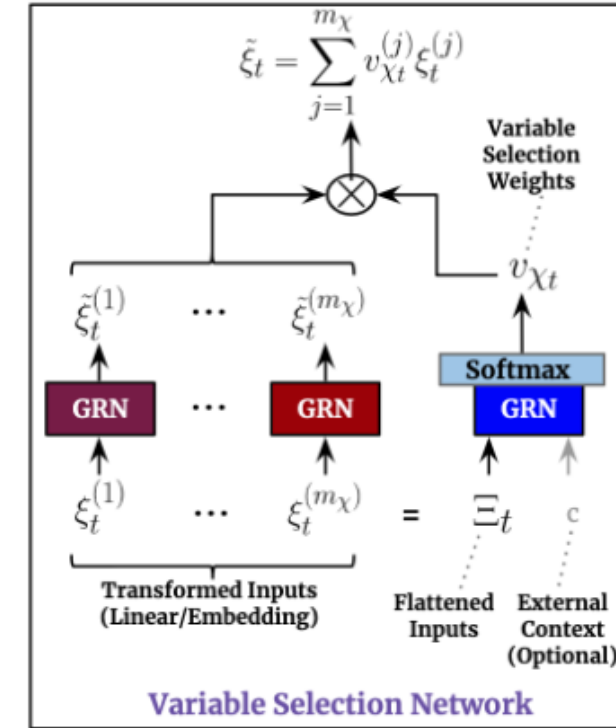 ξ̃_t = ∑_{j=1}^{m_χ} v_{χ_t}^{(j)} ξ_t^{(j)}
Variable
Selection
Weights
v_{χ_t}
ξ̃_t^{(1)} ··· ξ̃_t^{(m_χ)}
Softmax
GRN ··· GRN GRN
ξ_t^{(1)} ··· ξ_t^{(m_χ)} = Ξ_t c
Transformed Inputs
(Linear/Embedding)
Flattened
Inputs
External
Context
(Optional)
Variable Selection Network